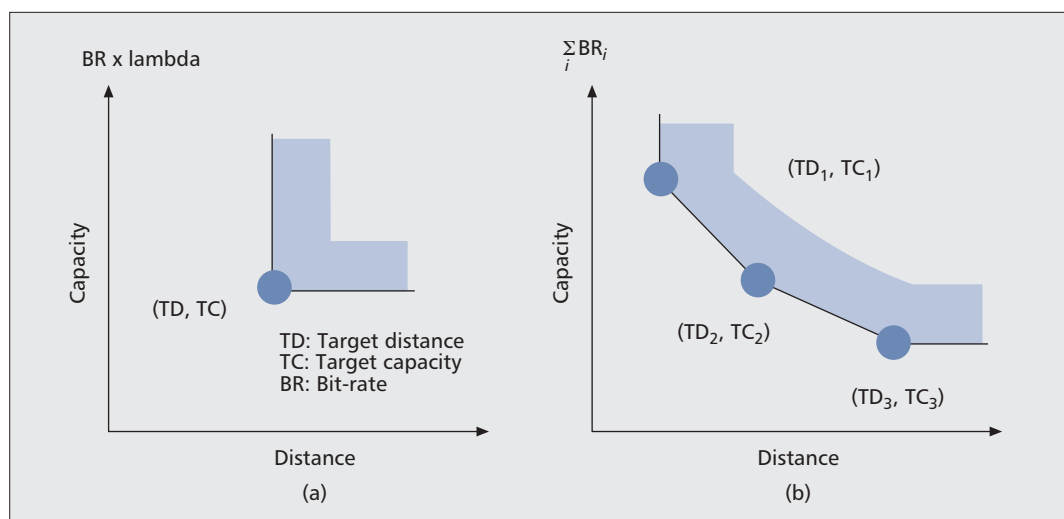 BR x lambda
Capacity
(TD, TC)
TD: Target distance
TC: Target capacity
BR: Bit-rate
Distance
(a)
Σ BRᵢ
i
Capacity
(TD₁, TC₁)
(TD₂, TC₂)
(TD₃, TC₃)
Distance
(b)